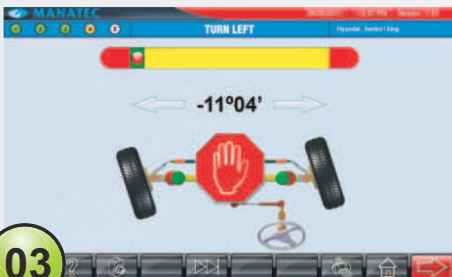 MANATEC
TURN LEFT
Hyundai, Santro / King
-11º04'
03